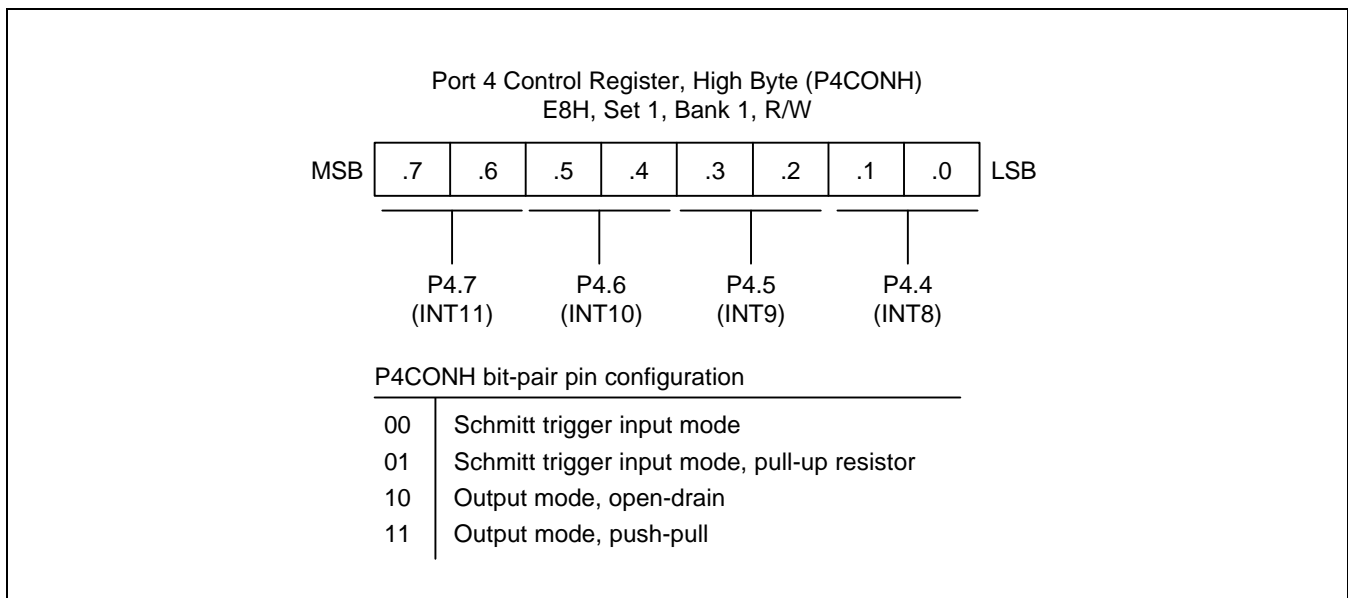 Port 4 Control Register, High Byte (P4CONH)
E8H, Set 1, Bank 1, R/W
MSB .7 .6 .5 .4 .3 .2 .1 .0 LSB
P4.7 P4.6 P4.5 P4.4
(INT11) (INT10) (INT9) (INT8)
P4CONH bit-pair pin configuration
00 Schmitt trigger input mode
01 Schmitt trigger input mode, pull-up resistor
10 Output mode, open-drain
11 Output mode, push-pull